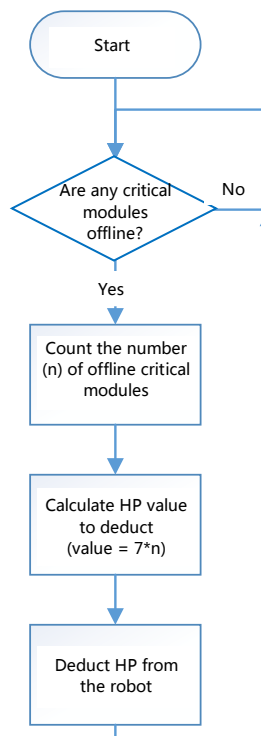 Start
Are any critical
modules
offline?
No
Yes
Count the number
(n) of offline critical
modules
Calculate HP value
to deduct
(value = 7*n)
Deduct HP from
the robot